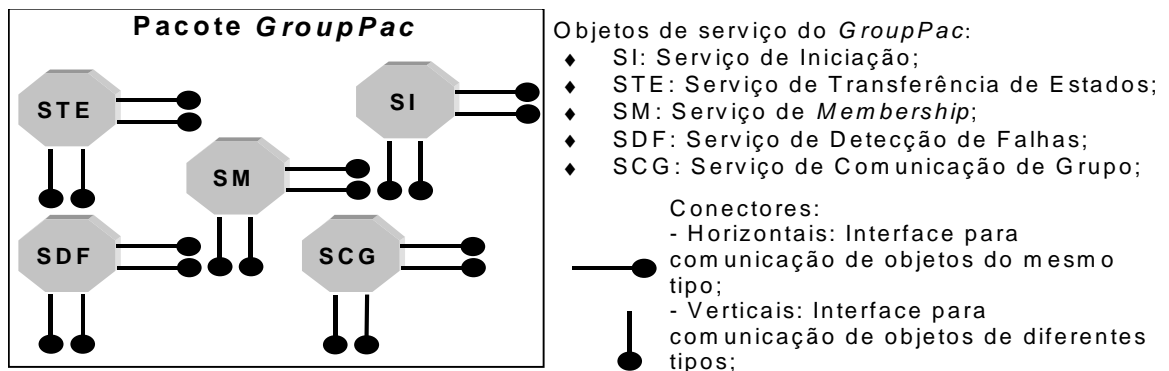 Pacote GroupPac
STE
SI
SM
SDF
SCG
Objetos de serviço do GroupPac:
♦ SI: Serviço de Iniciação;
♦ STE: Serviço de Transferência de Estados;
♦ SM: Serviço de Membership;
♦ SDF: Serviço de Detecção de Falhas;
♦ SCG: Serviço de Comunicação de Grupo;
Conectores:
- Horizontais: Interface para
comunicação de objetos do mesmo
tipo;
- Verticais: Interface para
comunicação de objetos de diferentes
tipos;